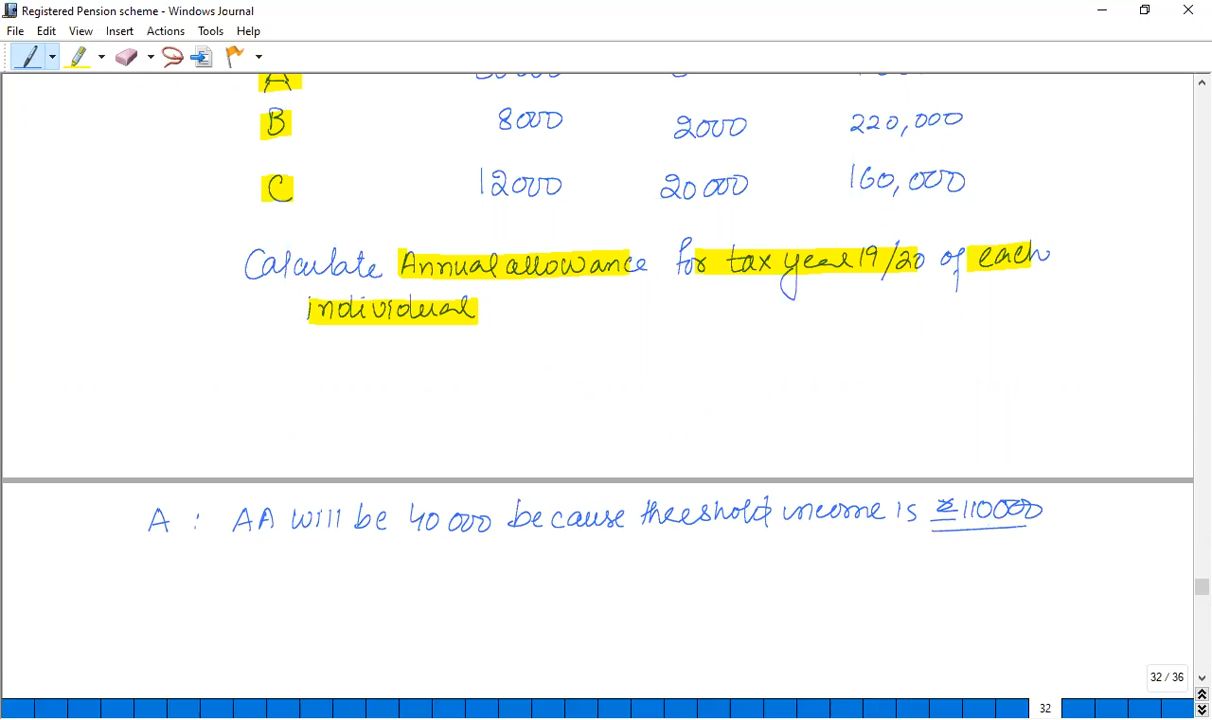 Registered Pension scheme - Windows Journal
File Edit View Insert Actions Tools Help
A
B 8000 2000 220,000
C 12000 20000 160,000
Calculate Annual allowance for tax year 19/20 of each
individual
A : AA will be 40000 because threshold income is 110000
32 / 36
32